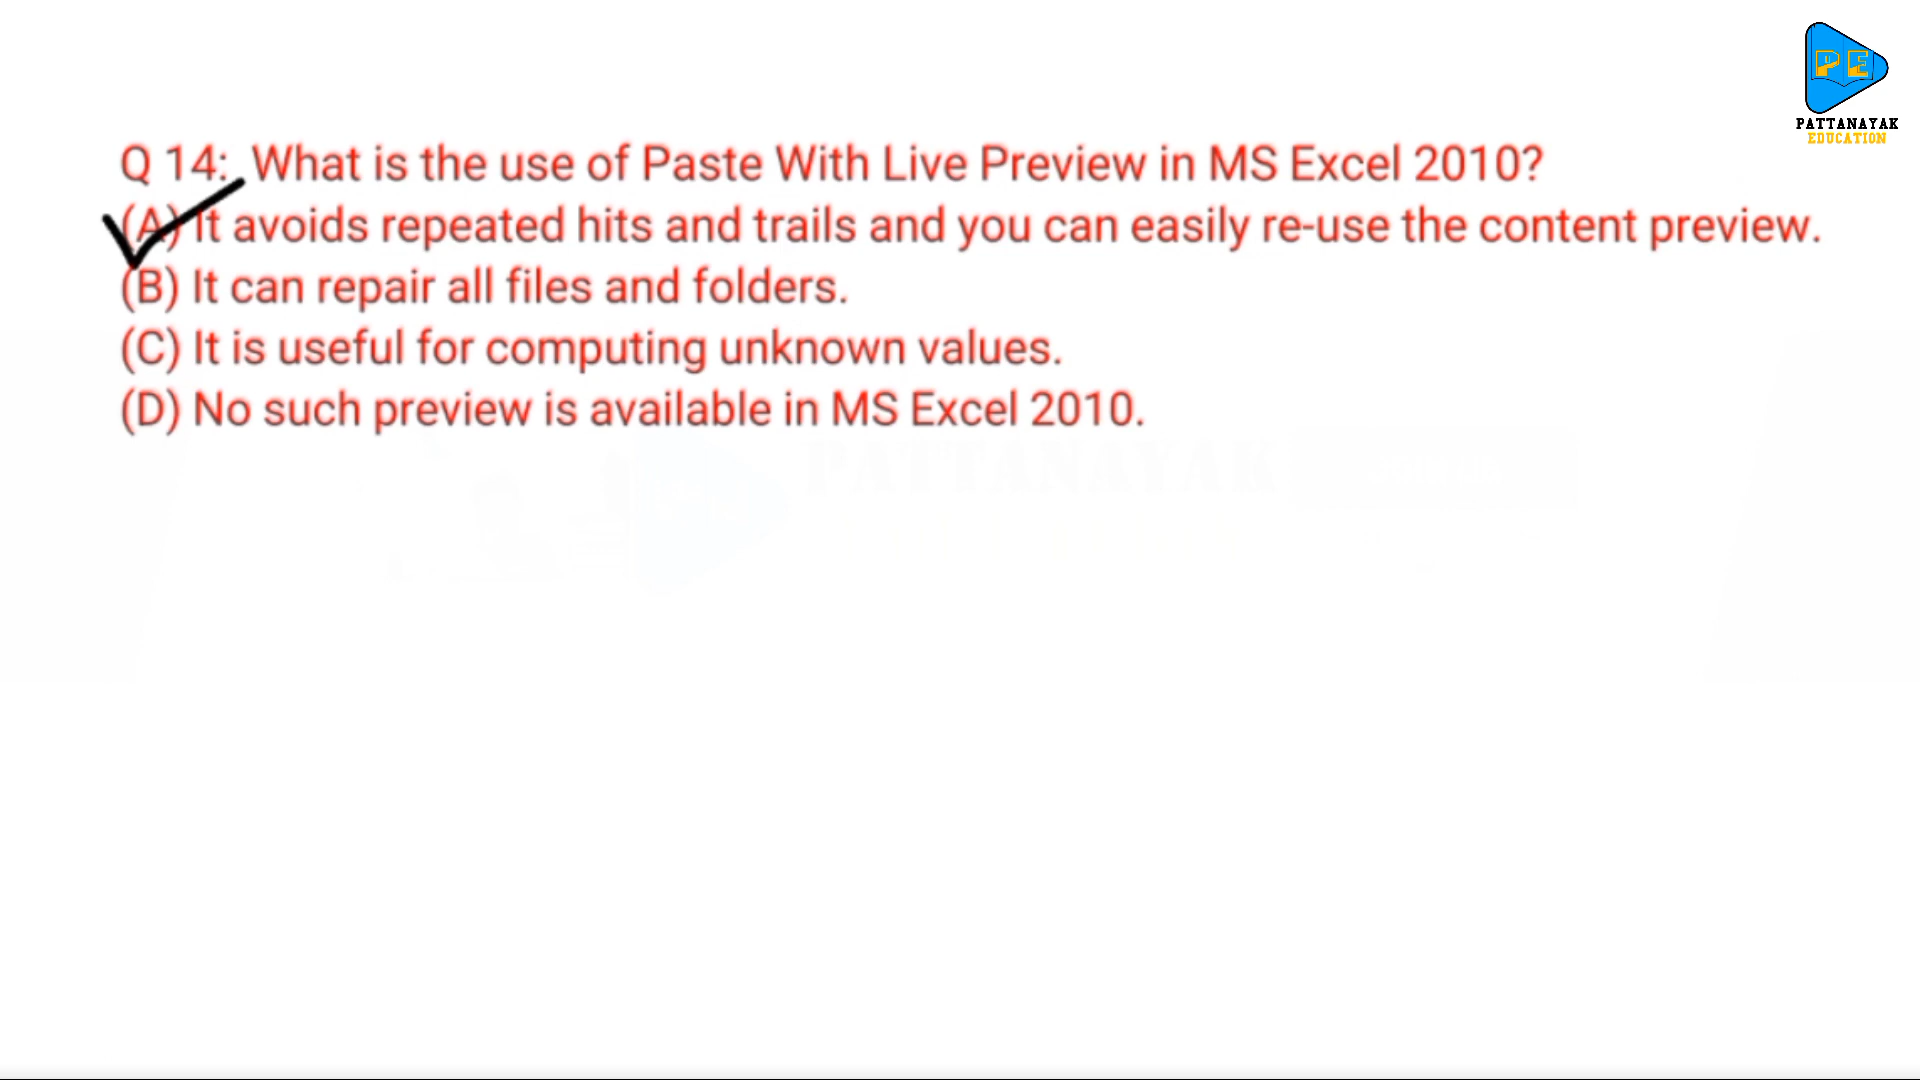 PE
PATTANAYAK
EDUCATION
Q 14: What is the use of Paste With Live Preview in MS Excel 2010?
(A) It avoids repeated hits and trails and you can easily re-use the content preview.
(B) It can repair all files and folders.
(C) It is useful for computing unknown values.
(D) No such preview is available in MS Excel 2010.
PATTANAYAK